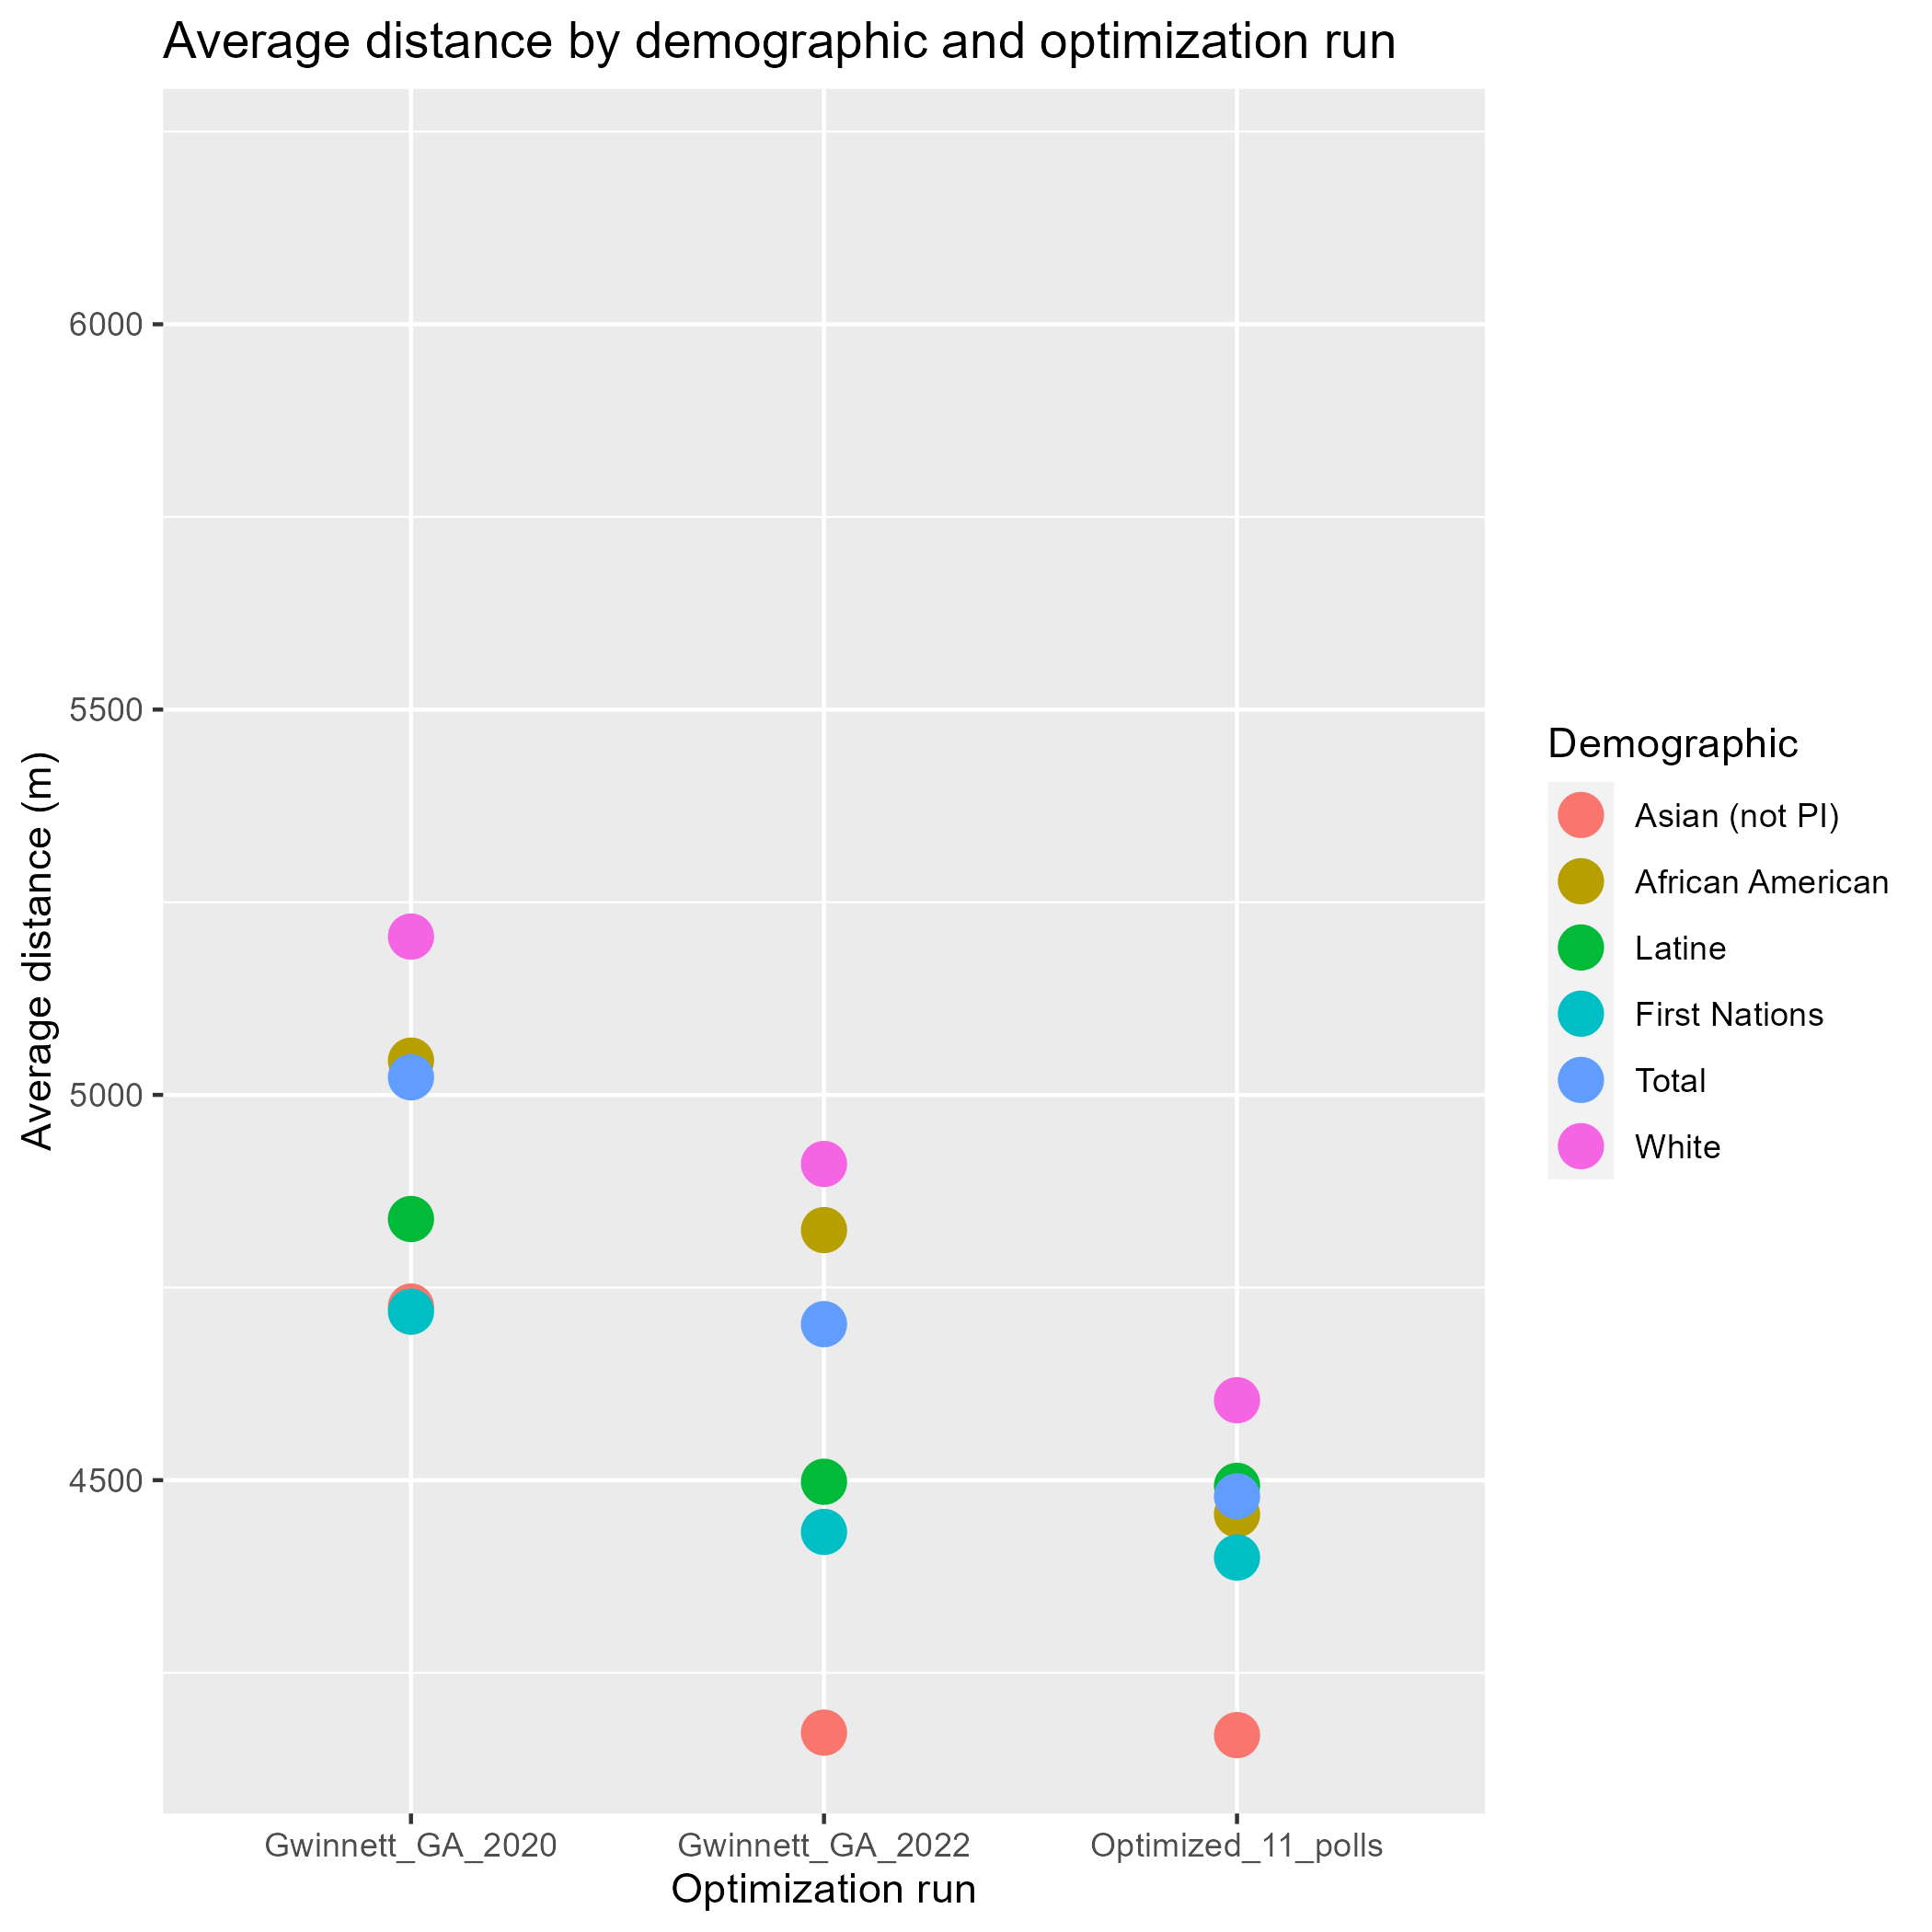 Average distance by demographic and optimization run
Average distance (m)
6000
5500
5000
4500
Gwinnett_GA_2020
Gwinnett_GA_2022
Optimized_11_polls
Optimization run
Demographic
Asian (not PI)
African American
Latine
First Nations
Total
White